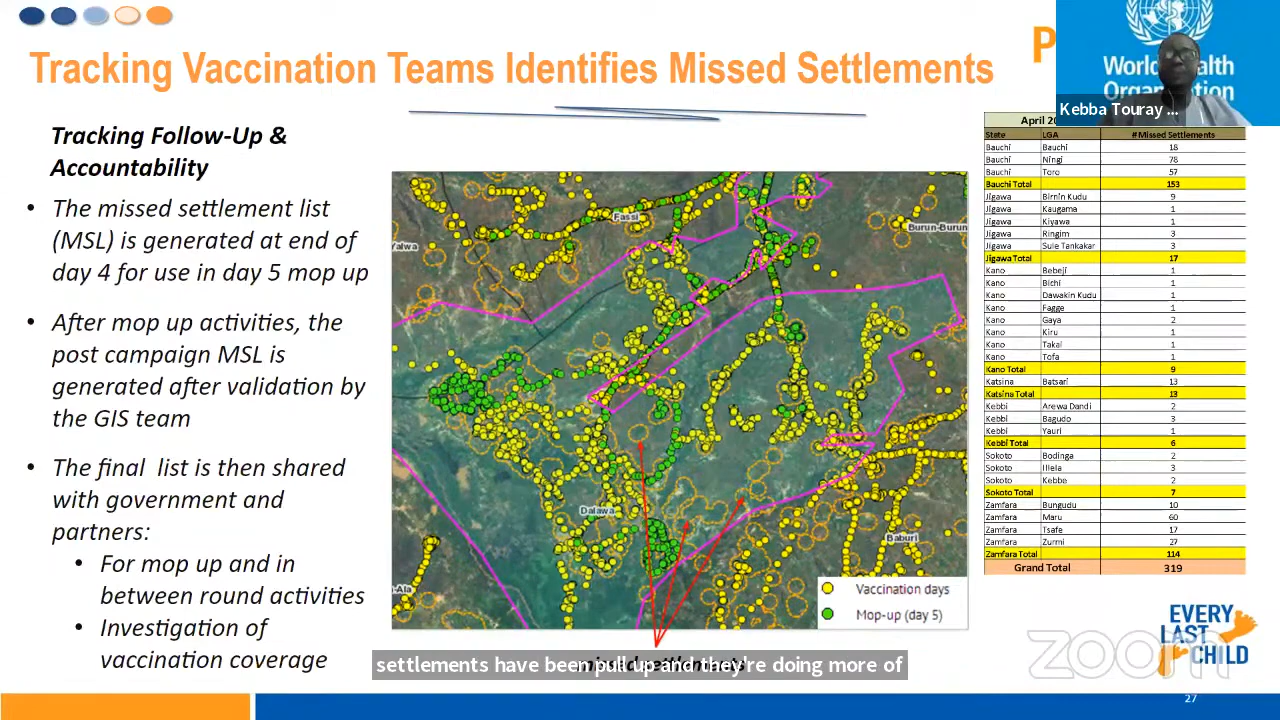 Tracking Vaccination Teams Identifies Missed Settlements
P
World Health
Organization
Kebba Touray ...
Tracking Follow-Up &
Accountability
• The missed settlement list
(MSL) is generated at end of
day 4 for use in day 5 mop up
• After mop up activities, the
post campaign MSL is
generated after validation by
the GIS team
• The final list is then shared
with government and
partners:
• For mop up and in
between round activities
• Investigation of
vaccination coverage
Fassi
Burun-Burun
Yalwa
Dalawa
Baburi
-Ala
Vaccination days
Mop-up (day 5)
missed settlements
settlements have been pull up and they're doing more of
April 20
State LGA # Missed Settlements
Bauchi Bauchi 18
Bauchi Ningi 78
Bauchi Toro 57
Bauchi Total 153
Jigawa Birnin Kudu 9
Jigawa Kaugama 1
Jigawa Kiyawa 1
Jigawa Ringim 3
Jigawa Sule Tankakar 3
Jigawa Total 17
Kano Bebeji 1
Kano Bichi 1
Kano Dawakin Kudu 1
Kano Fagge 1
Kano Gaya 2
Kano Kiru 1
Kano Takai 1
Kano Tofa 1
Kano Total 9
Katsina Batsari 13
Katsina Total 13
Kebbi Arewa Dandi 2
Kebbi Bagudo 3
Kebbi Yauri 1
Kebbi Total 6
Sokoto Bodinga 2
Sokoto Illela 3
Sokoto Kebbe 2
Sokoto Total 7
Zamfara Bungudu 10
Zamfara Maru 60
Zamfara Tsafe 17
Zamfara Zurmi 27
Zamfara Total 114
Grand Total 319
EVERY
LAST
CHILD
zoom
27